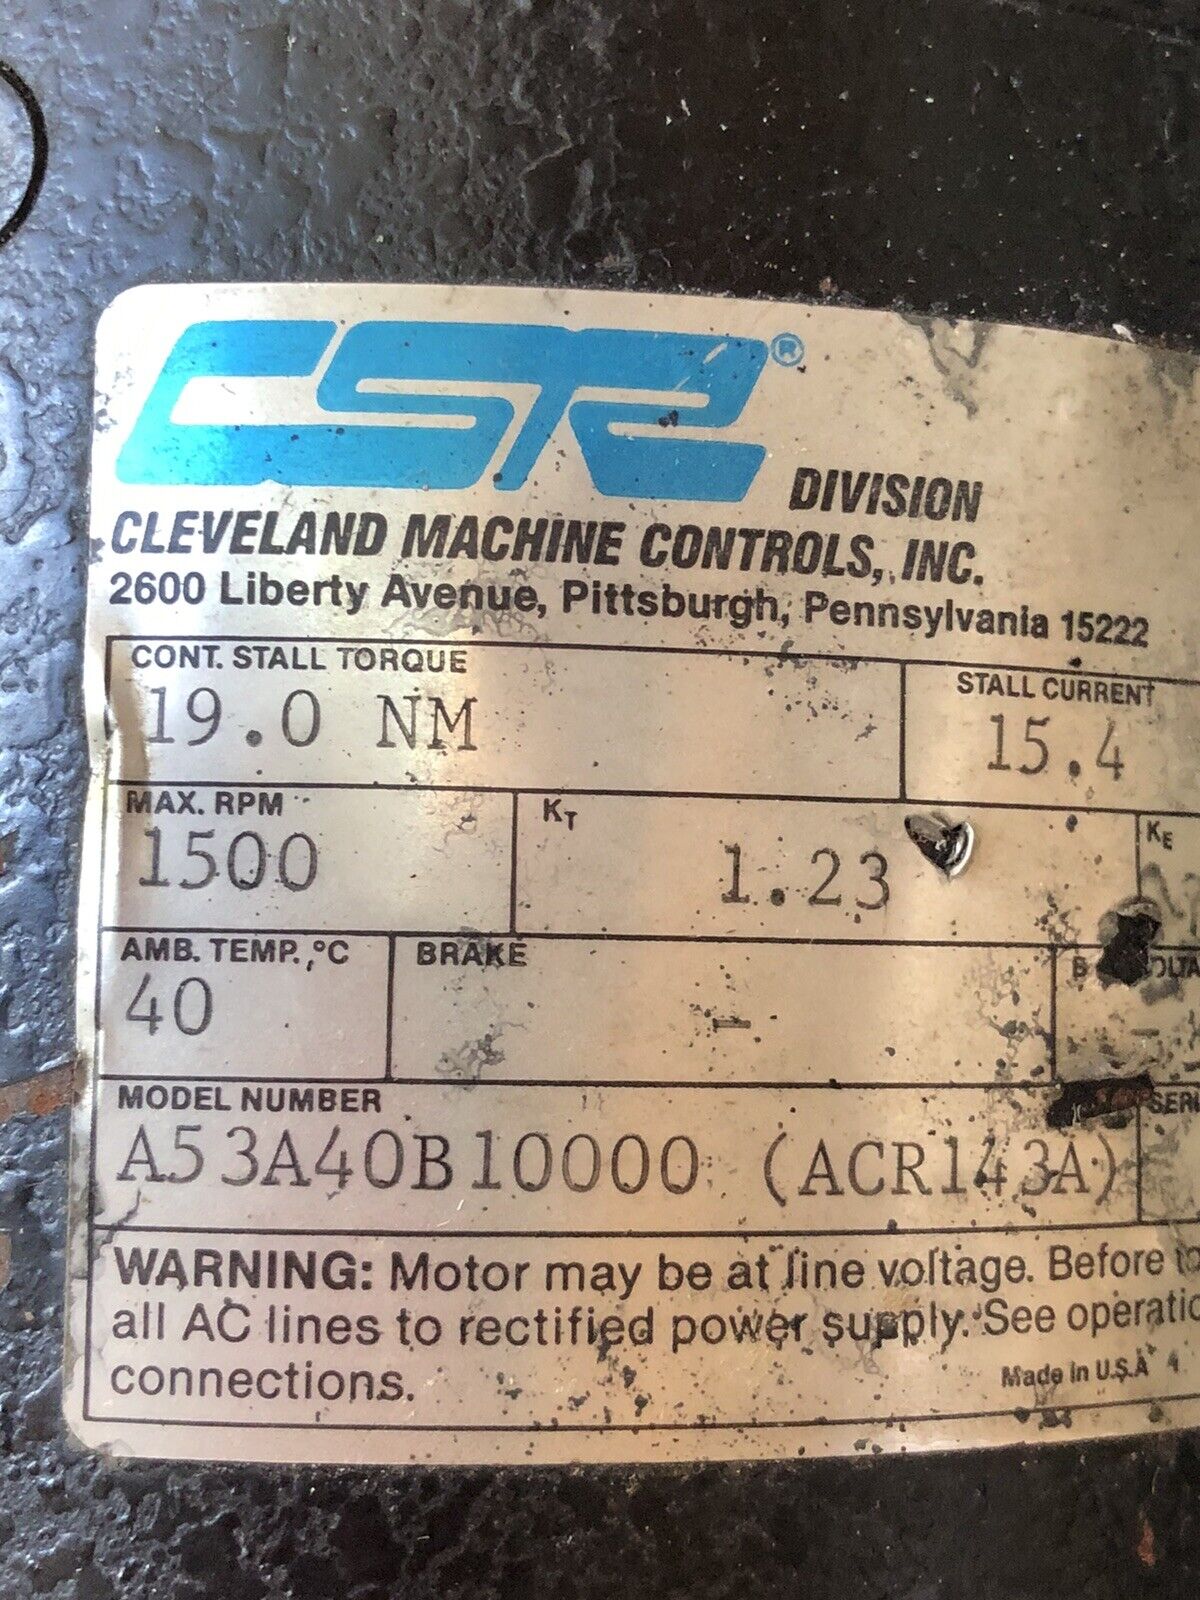 CSR®
DIVISION
CLEVELAND MACHINE CONTROLS, INC.
2600 Liberty Avenue, Pittsburgh, Pennsylvania 15222
CONT. STALL TORQUE STALL CURRENT
19.0 NM 15.4
MAX. RPM KT KE
1500 1.23
AMB. TEMP., °C BRAKE
40 -
MODEL NUMBER
A53A40B10000 (ACR143A)
WARNING: Motor may be at line voltage. Before
all AC lines to rectified power supply. See
connections.
Made in U.S.A